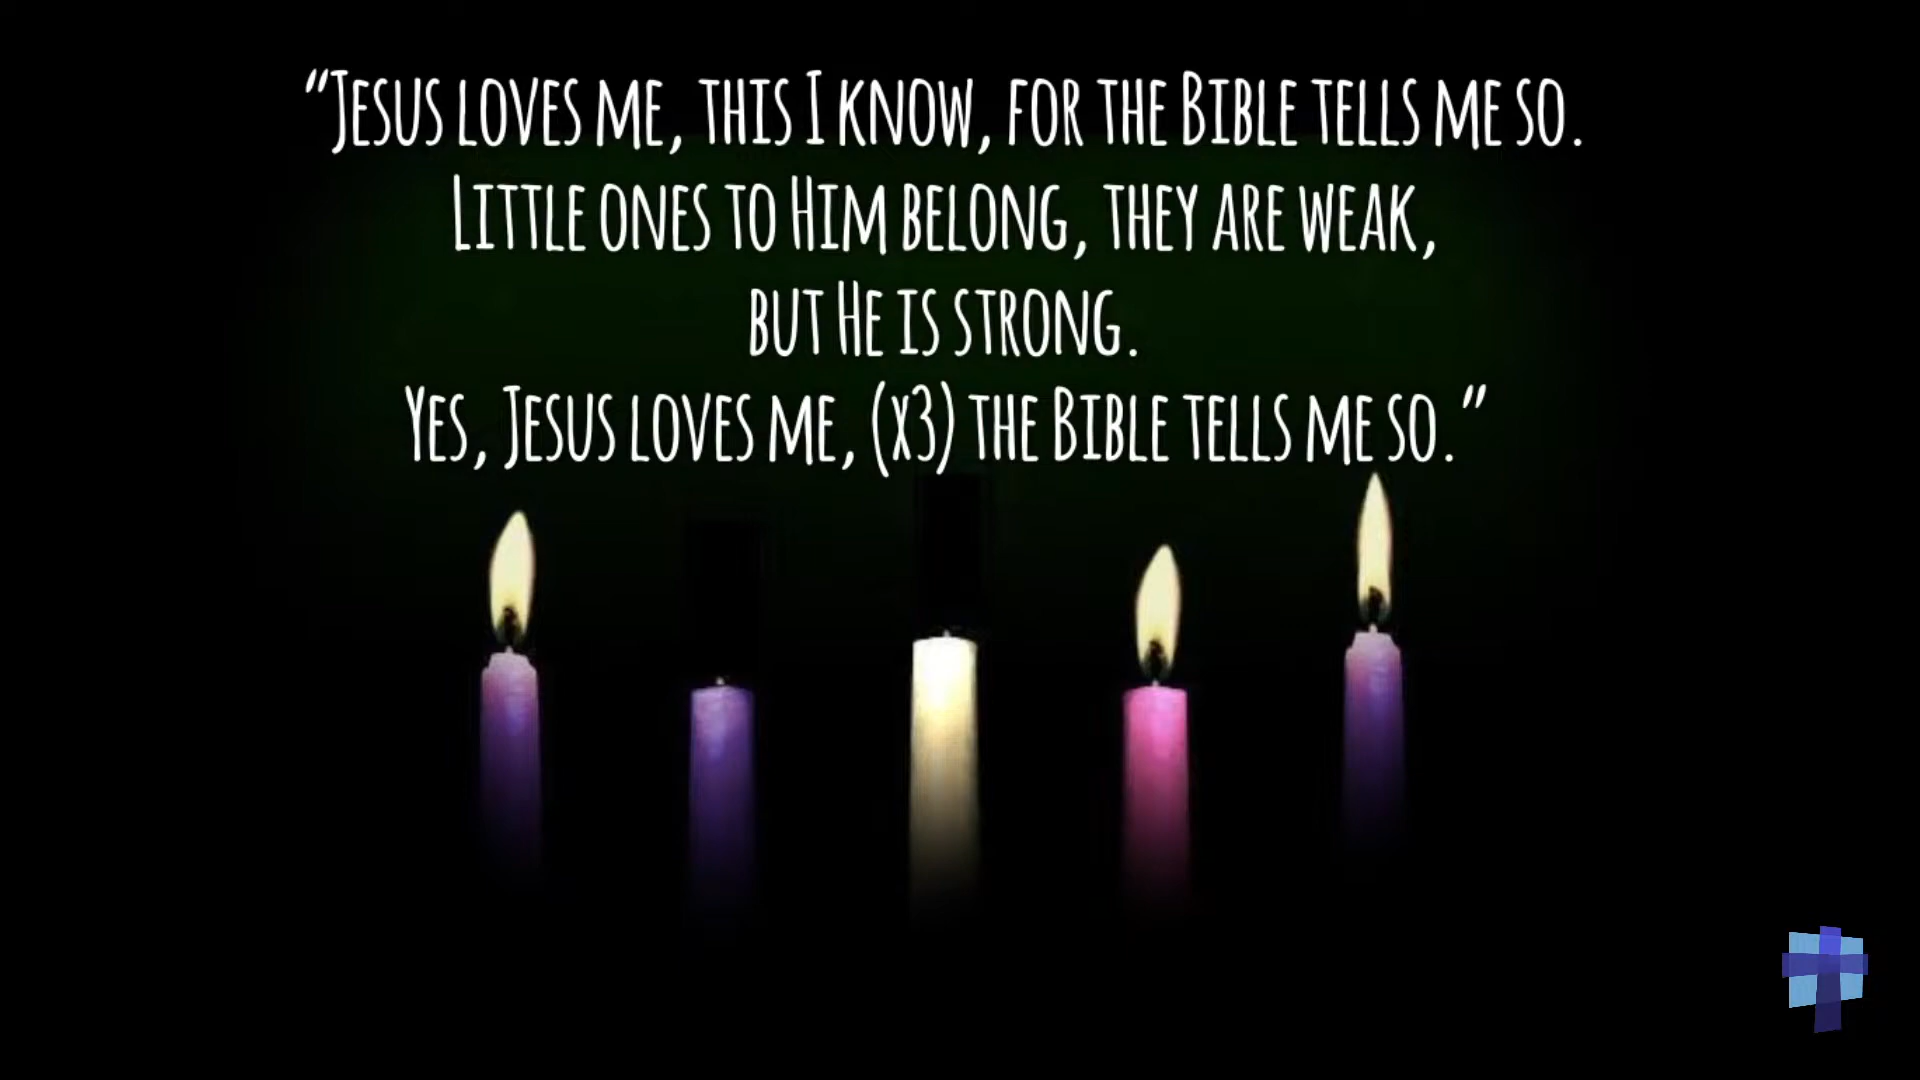 “Jesus loves me, this I know, for the Bible tells me so.
Little ones to Him belong, they are weak,
but He is strong.
Yes, Jesus loves me, (x3) the Bible tells me so.”